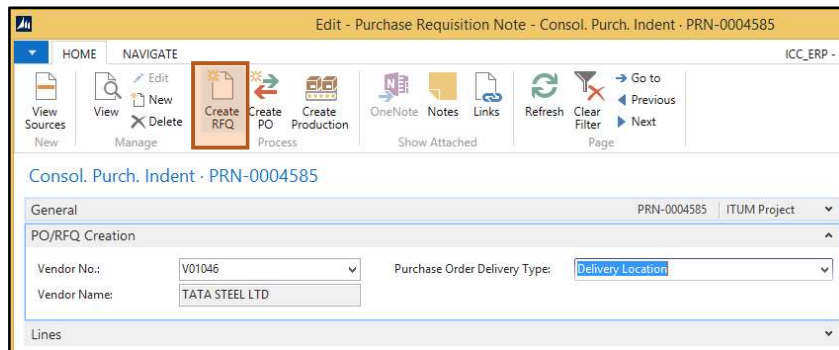 Edit - Purchase Requisition Note - Consol. Purch. Indent · PRN-0004585
HOME NAVIGATE ICC_ERP -
View Sources
View
Edit
New
Delete
Create RFQ
Create PO
Create Production
OneNote
Notes
Links
Refresh
Clear Filter
Go to
Previous
Next
New Manage Process Show Attached Page
Consol. Purch. Indent · PRN-0004585
General PRN-0004585 ITUM Project
PO/RFQ Creation
Vendor No.: V01046 Purchase Order Delivery Type: Delivery Location
Vendor Name: TATA STEEL LTD
Lines